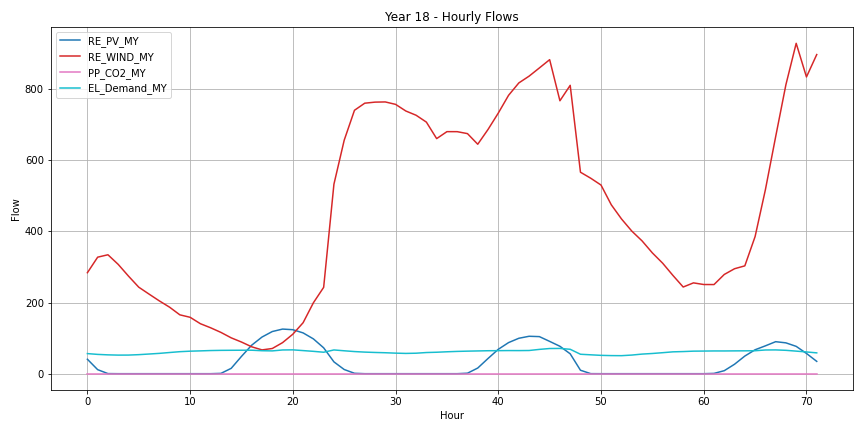 Year 18 - Hourly Flows
RE_PV_MY
RE_WIND_MY
PP_CO2_MY
EL_Demand_MY
800
600
400
200
0
Flow
0 10 20 30 40 50 60 70
Hour